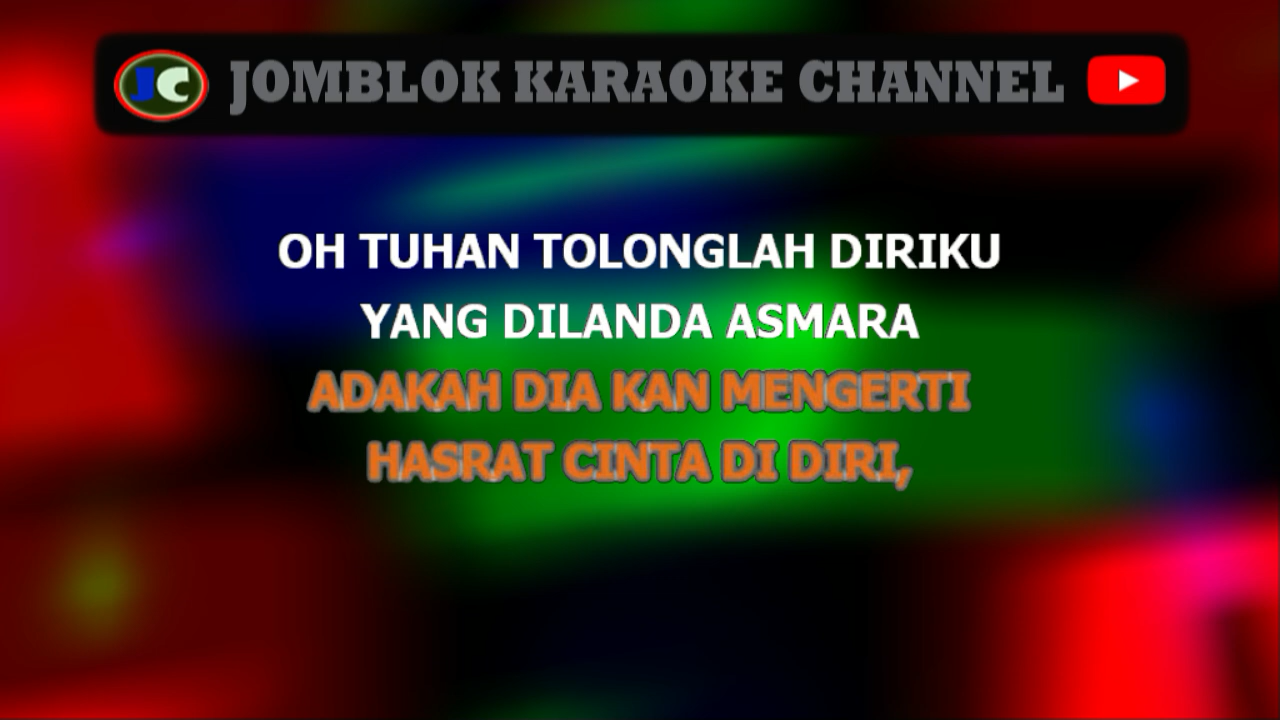 JC JOMBLOK KARAOKE CHANNEL
OH TUHAN TOLONGLAH DIRIKU
YANG DILANDA ASMARA
ADAKAH DIA KAN MENGERTI
HASRAT CINTA DI DIRI,